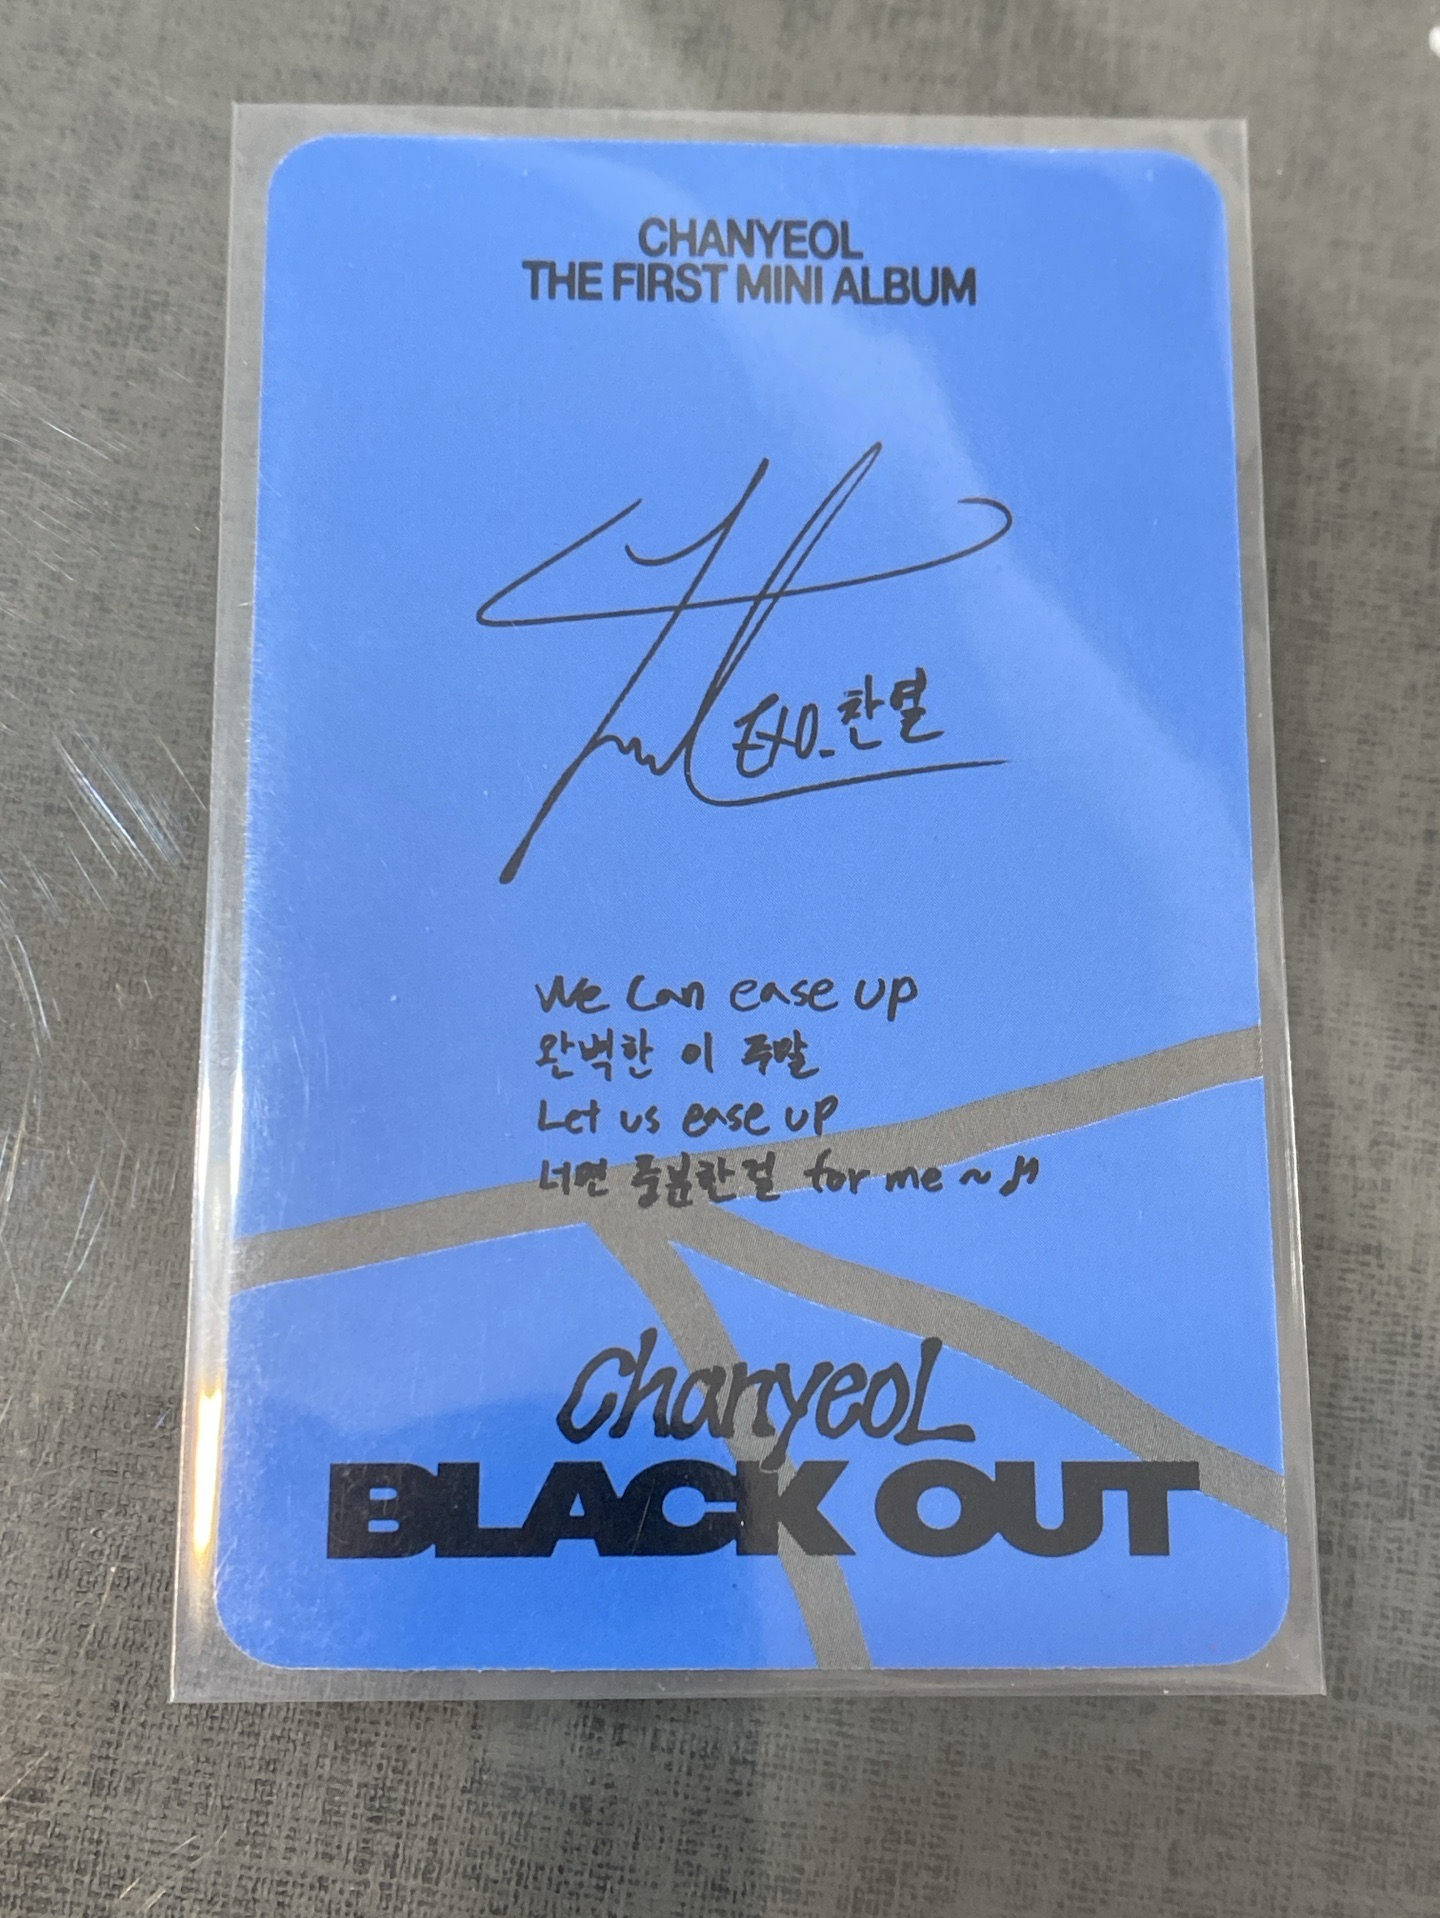 CHANYEOL
THE FIRST MINI ALBUM
EXO_찬열
We can ease up
완벽한 이 주말
Let us ease up
너면 충분한 걸 for me ~♬
ChanyeoL
BLACK OUT